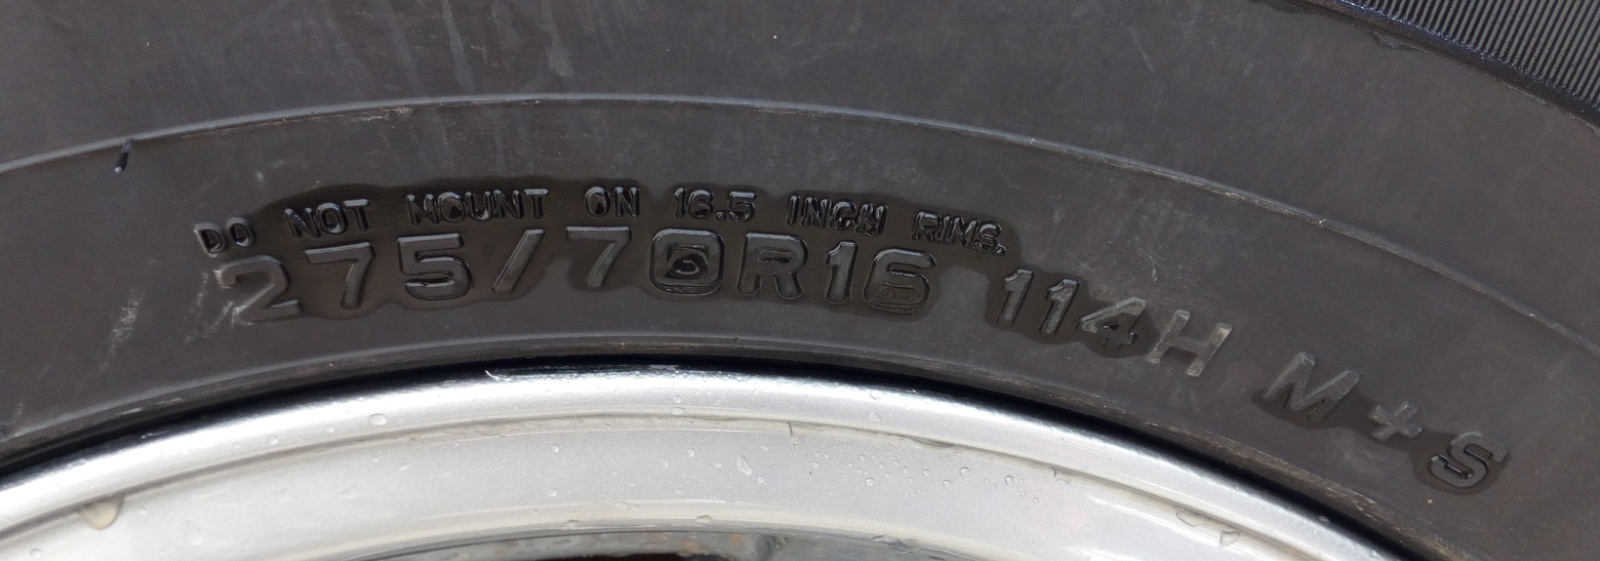 DO NOT MOUNT ON 16.5 INCH RIMS.
275/70R16 114H M+S